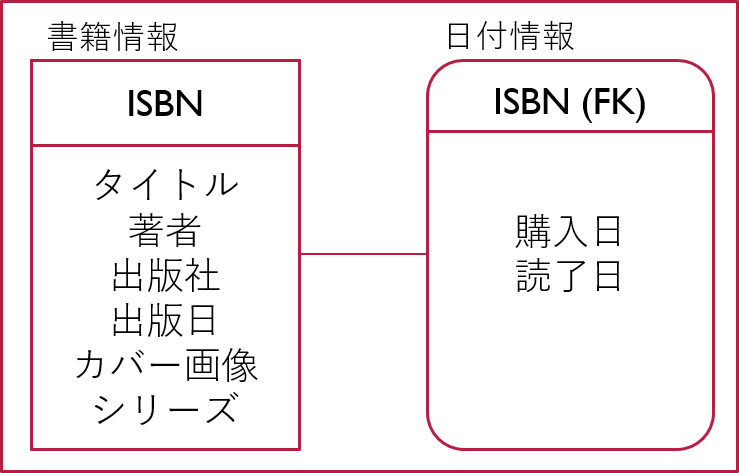 書籍情報
ISBN
タイトル
著者
出版社
出版日
カバー画像
シリーズ
日付情報
ISBN (FK)
購入日
読了日